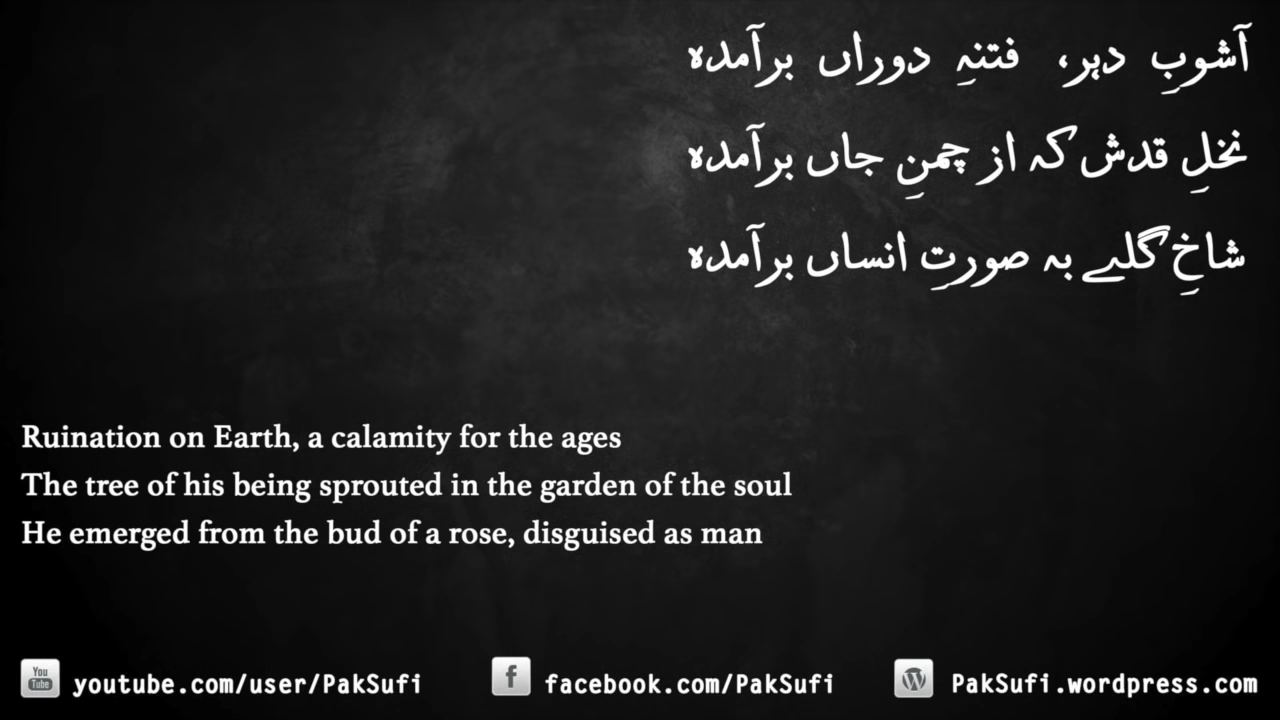 آشوبِ دہر، فتنہِ دوراں برآمدہ
نخلِ قدش کہ از چمنِ جاں برآمدہ
شاخِ گلے بہ صورتِ انساں برآمدہ
Ruination on Earth, a calamity for the ages
The tree of his being sprouted in the garden of the soul
He emerged from the bud of a rose, disguised as man
You Tube youtube.com/user/PakSufi f facebook.com/PakSufi W PakSufi.wordpress.com